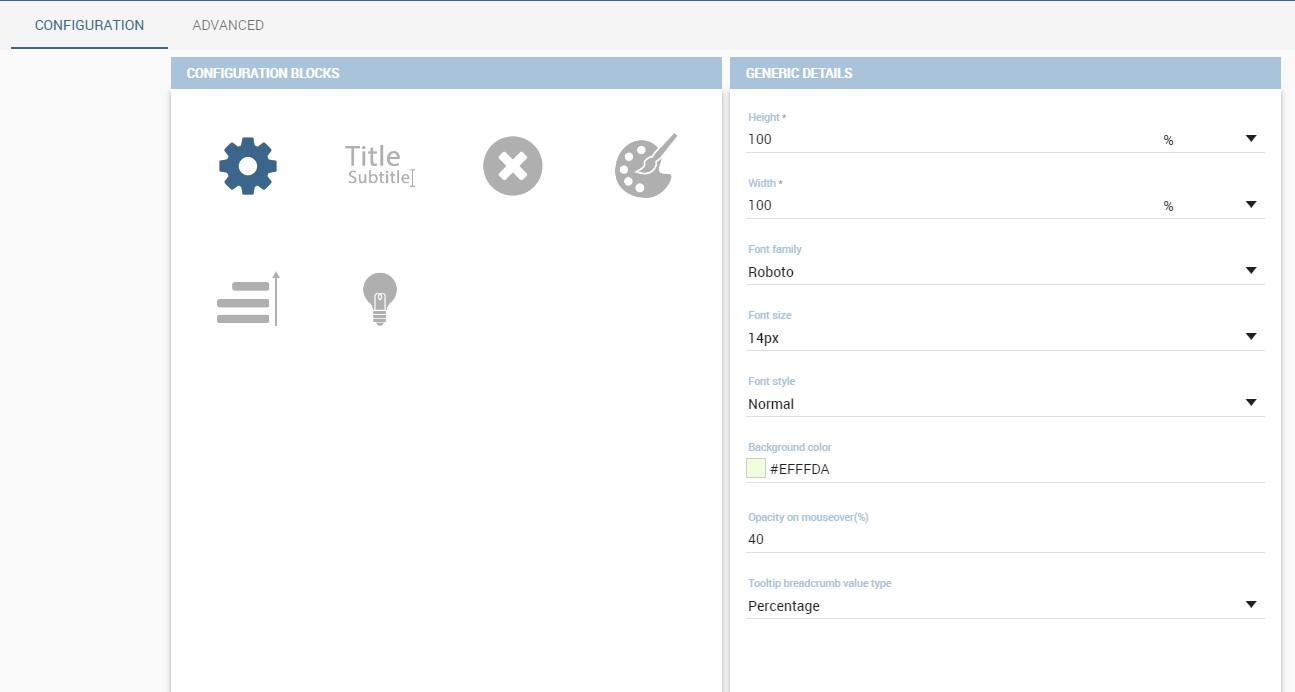 CONFIGURATION ADVANCED
CONFIGURATION BLOCKS
Title
Subtitle
GENERIC DETAILS
Height *
100 %
Width *
100 %
Font family
Roboto
Font size
14px
Font style
Normal
Background color
#EFFFDA
Opacity on mouseover(%)
40
Tooltip breadcrumb value type
Percentage